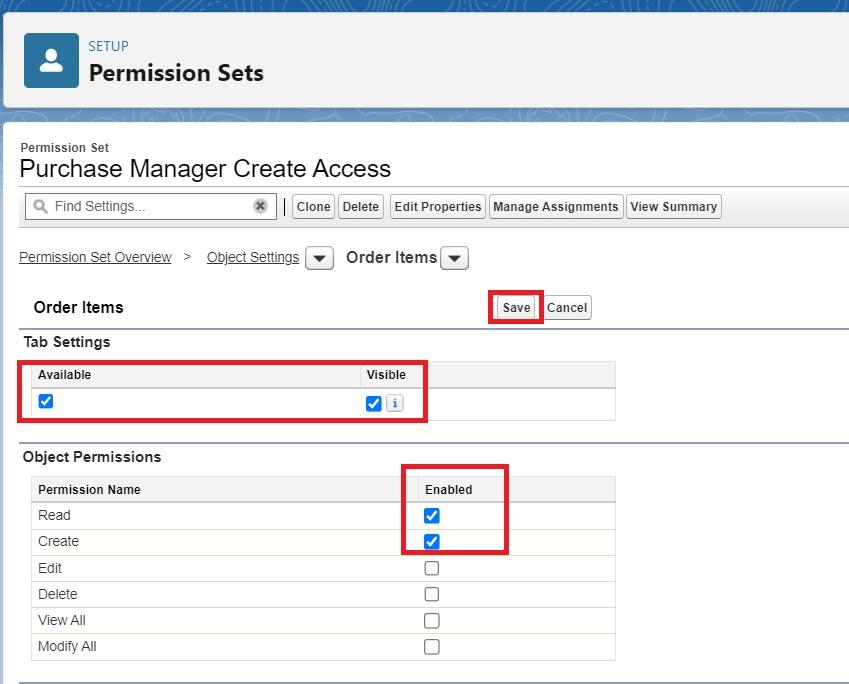 SETUP
Permission Sets
Permission Set
Purchase Manager Create Access
Find Settings... Clone Delete Edit Properties Manage Assignments View Summary
Permission Set Overview > Object Settings Order Items
Order Items Save Cancel
Tab Settings
Available Visible
i
Object Permissions
Permission Name Enabled
Read
Create
Edit
Delete
View All
Modify All